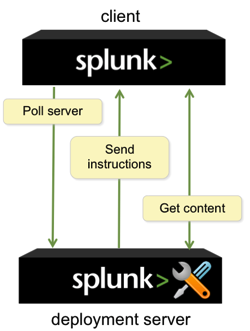 client
splunk>
Poll server
Send
instructions
Get content
splunk>
deployment server